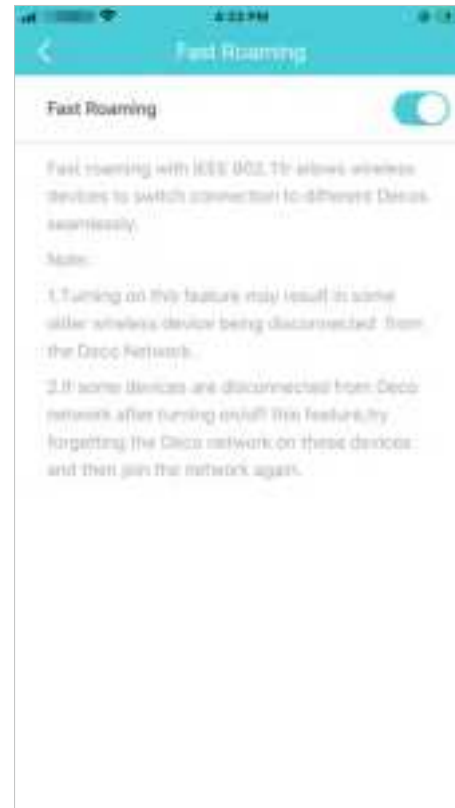 4:33 PM
Fast Roaming
Fast Roaming
Fast roaming with IEEE 802.11r allows wireless
devices to switch connection to different Decos
seamlessly.
Note:
1.Turning on this feature may result in some
older wireless device being disconnected from
the Deco Network.
2.If some devices are disconnected from Deco
network after turning on/off this feature,try
forgetting the Deco network on these devices
and then join the network again.